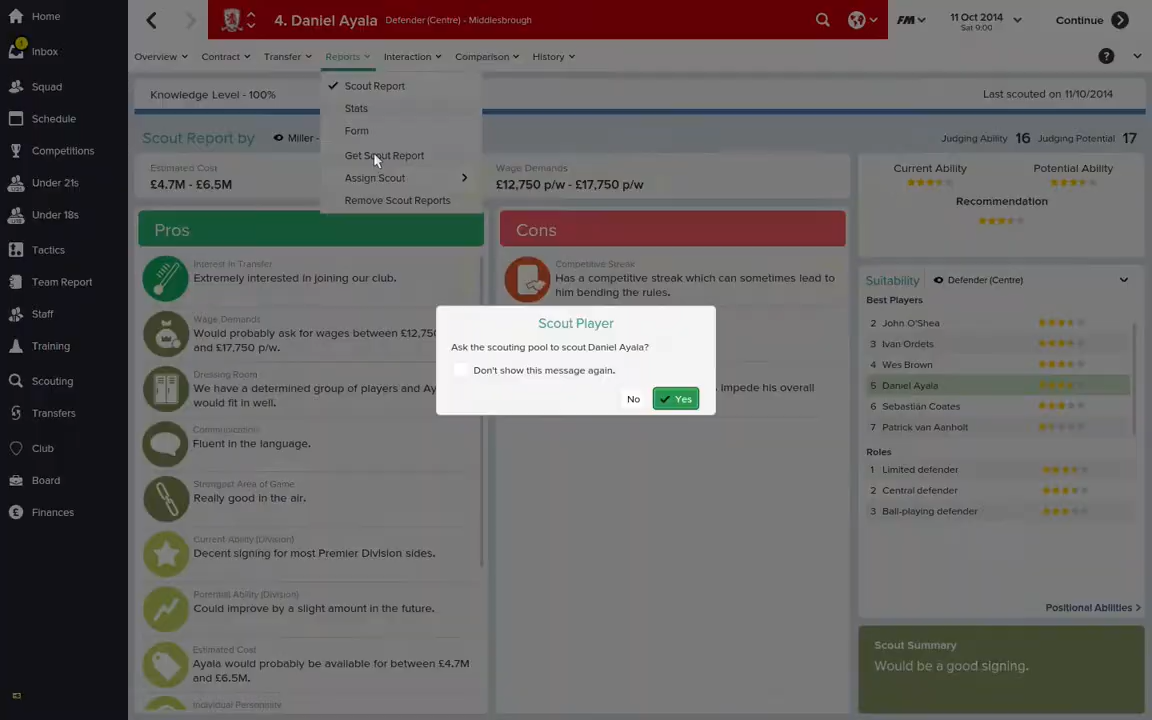 Home
4. Daniel Ayala
Defender (Centre) - Middlesbrough
FM
11 Oct 2014
Sat 9:00
Continue
1
Inbox
Overview
Contract
Transfer
Reports
Interaction
Comparison
History
?
Squad
Scout Report
Knowledge Level - 100%
Last scouted on 11/10/2014
Stats
Schedule
Form
Scout Report by
Miller -
Judging Ability 16 Judging Potential 17
Competitions
Get Scout Report
Estimated Cost
Wage Demands
Current Ability
Potential Ability
£4.7M - £6.5M
£12,750 p/w - £17,750 p/w
Under 21s
Assign Scout
Recommendation
Remove Scout Reports
Under 18s
Pros
Cons
Tactics
Interest In Transfer
Extremely interested in joining our club.
Competitive Streak
Has a competitive streak which can sometimes lead to
him bending the rules.
Team Report
Suitability
Defender (Centre)
Best Players
Staff
Wage Demands
Would probably ask for wages between £12,750
and £17,750 p/w.
Scout Player
Ask the scouting pool to scout Daniel Ayala?
Don't show this message again.
No
Yes
2 John O'Shea
3 Ivan Ordets
4 Wes Brown
5 Daniel Ayala
6 Sebastián Coates
7 Patrick van Aanholt
Training
Scouting
Dressing Room
We have a determined group of players and Ay
would fit in well.
impede his overall
Transfers
Communication
Fluent in the language.
Club
Roles
1 Limited defender
2 Central defender
3 Ball-playing defender
Board
Strongest Area of Game
Really good in the air.
Finances
Current Ability (Division)
Decent signing for most Premier Division sides.
Potential Ability (Division)
Could improve by a slight amount in the future.
Positional Abilities >
Estimated Cost
Ayala would probably be available for between £4.7M
and £6.5M.
Scout Summary
Would be a good signing.
Individual Personality